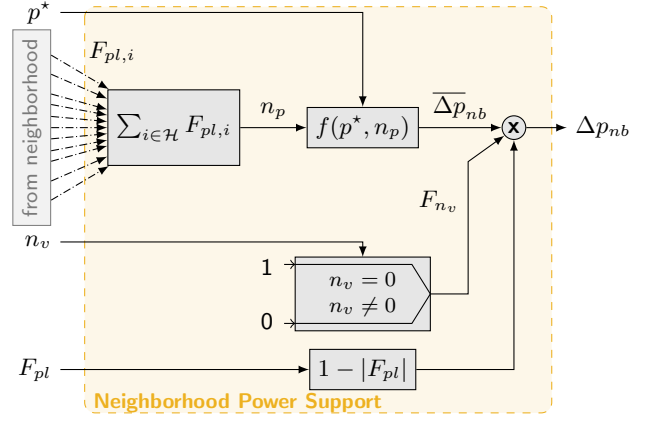 p⋆
F_{pl,i}
from neighborhood
∑_{i∈ℋ} F_{pl,i}
n_p
f(p⋆, n_p)
\overline{Δp}_{nb}
x
Δp_{nb}
F_{n_v}
n_v
1
n_v = 0
n_v ≠ 0
0
F_{pl}
1 − |F_{pl}|
Neighborhood Power Support